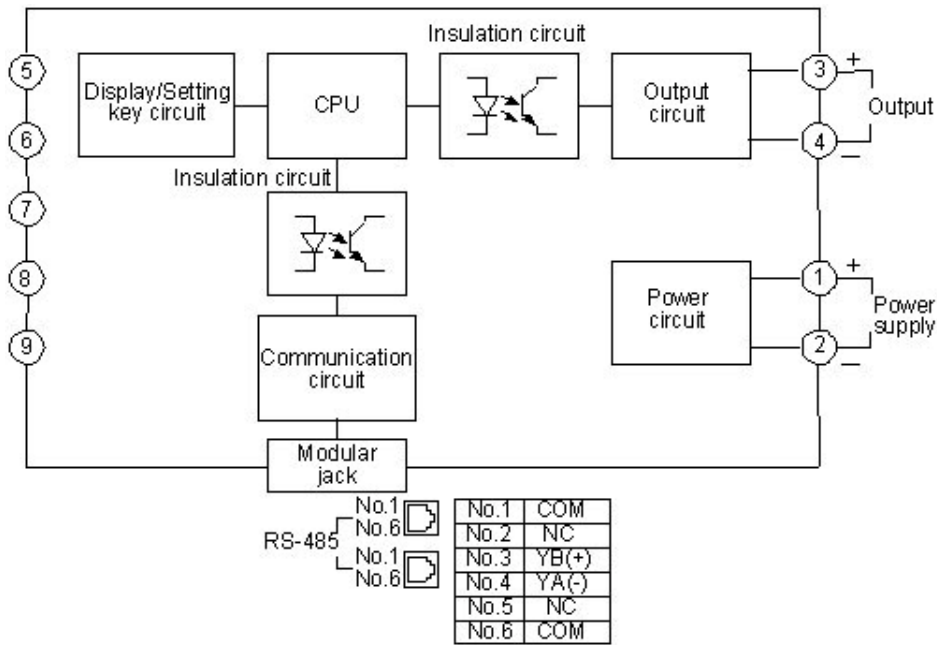 Insulation circuit
5
Display/Setting
key circuit
CPU
Output
circuit
3
+
Output
4
−
6
Insulation circuit
7
8
1
+
Power
circuit
Power
supply
9
2
−
Communication
circuit
Modular
jack
RS-485
No.1
No.6
No.1
No.6
No.1 COM
No.2 NC
No.3 YB(+)
No.4 YA(-)
No.5 NC
No.6 COM